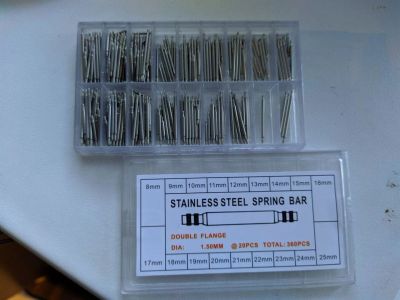 8mm 9mm 10mm 11mm 12mm 13mm 14mm 15mm 16mm
STAINLESS STEEL SPRING BAR
DOUBLE FLANGE
DIA: 1.50MM @20PCS TOTAL: 360PCS
17mm 18mm 19mm 20mm 21mm 22mm 23mm 24mm 25mm